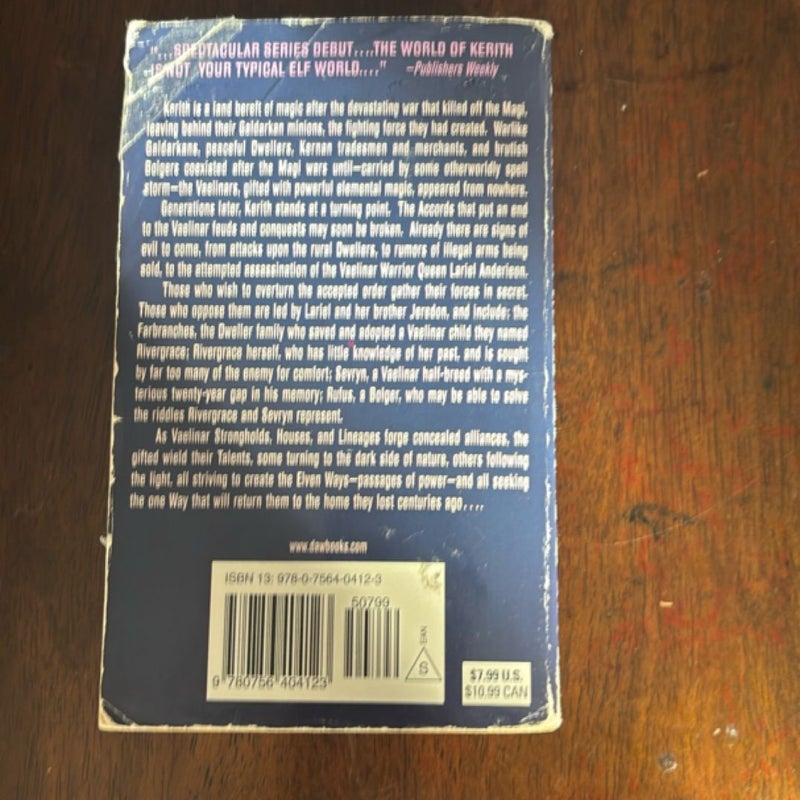 "...SPECTACULAR SERIES DEBUT....THE WORLD OF KERITH
IS NOT YOUR TYPICAL ELF WORLD...." —Publishers Weekly
Kerith is a land bereft of magic after the devastating war that killed off the Magi,
leaving behind their Galdarkan minions, the fighting force they had created. Warlike
Galdarkans, peaceful Dwellers, Kernan tradesmen and merchants, and brutish
Bolgers coexisted after the Magi wars until—carried by some otherworldly spell
storm—the Vaelinars, gifted with powerful elemental magic, appeared from nowhere.
Generations later, Kerith stands at a turning point. The Accords that put an end
to the Vaelinar feuds and conquests may soon be broken. Already there are signs of
evil to come, from attacks upon the rural Dwellers, to rumors of illegal arms being
sold, to the attempted assassination of the Vaelinar Warrior Queen Lariel Anderieon.
Those who wish to overturn the accepted order gather their forces in secret.
Those who oppose them are led by Lariel and her brother Jeredon, and include: the
Farbranches, the Dweller family who saved and adopted a Vaelinar child they named
Rivergrace; Rivergrace herself, who has little knowledge of her past, and is sought
by far too many of the enemy for comfort; Sevryn, a Vaelinar half-breed with a mys-
terious twenty-year gap in his memory; Rufus, a Bolger, who may be able to solve
the riddles Rivergrace and Sevryn represent.
As Vaelinar Strongholds, Houses, and Lineages forge concealed alliances, the
gifted wield their Talents, some turning to the dark side of nature, others following
the light, all striving to create the Elven Ways—passages of power—and all seeking
the one Way that will return them to the home they lost centuries ago....
www.dawbooks.com
ISBN 13: 978-0-7564-0412-3
50799
EAN
S
9 780756 404123
$7.99 U.S.
$10.99 CAN